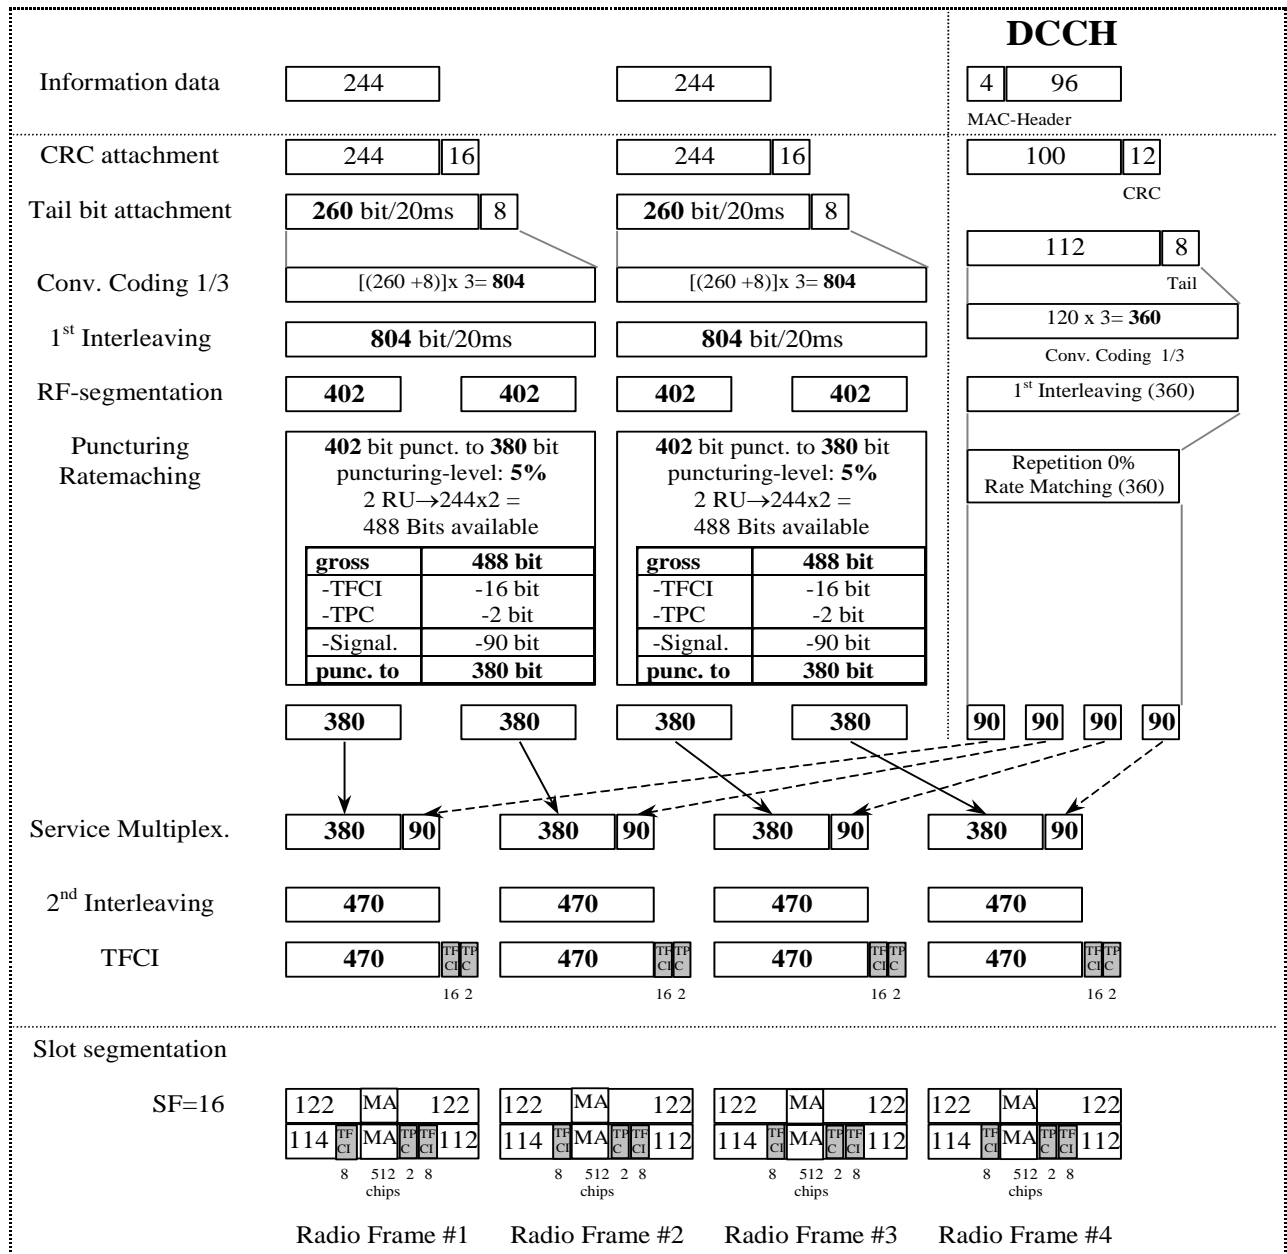 DCCH
Information data 244 244 4 96
MAC-Header
CRC attachment 244 16 244 16 100 12
CRC
Tail bit attachment 260 bit/20ms 8 260 bit/20ms 8
112 8
Tail
Conv. Coding 1/3 [(260 +8)]x 3= 804 [(260 +8)]x 3= 804
120 x 3= 360
Conv. Coding 1/3
1st Interleaving 804 bit/20ms 804 bit/20ms
RF-segmentation 402 402 402 402 1st Interleaving (360)
Puncturing
Ratemaching
402 bit punct. to 380 bit
puncturing-level: 5%
2 RU→244x2 =
488 Bits available
gross 488 bit
-TFCI -16 bit
-TPC -2 bit
-Signal. -90 bit
punc. to 380 bit
402 bit punct. to 380 bit
puncturing-level: 5%
2 RU→244x2 =
488 Bits available
gross 488 bit
-TFCI -16 bit
-TPC -2 bit
-Signal. -90 bit
punc. to 380 bit
Repetition 0%
Rate Matching (360)
380 380 380 380 90 90 90 90
Service Multiplex. 380 90 380 90 380 90 380 90
2nd Interleaving 470 470 470 470
TFCI 470 TF CI TP C 470 TF CI TP C 470 TF CI TP C 470 TF CI TP C
16 2 16 2 16 2 16 2
Slot segmentation
SF=16 122 MA 122 122 MA 122 122 MA 122 122 MA 122
114 TF CI MA TP C TF CI 112 114 TF CI MA TP C TF CI 112 114 TF CI MA TP C TF CI 112 114 TF CI MA TP C TF CI 112
8 512 2 8 8 512 2 8 8 512 2 8 8 512 2 8
chips chips chips chips
Radio Frame #1 Radio Frame #2 Radio Frame #3 Radio Frame #4